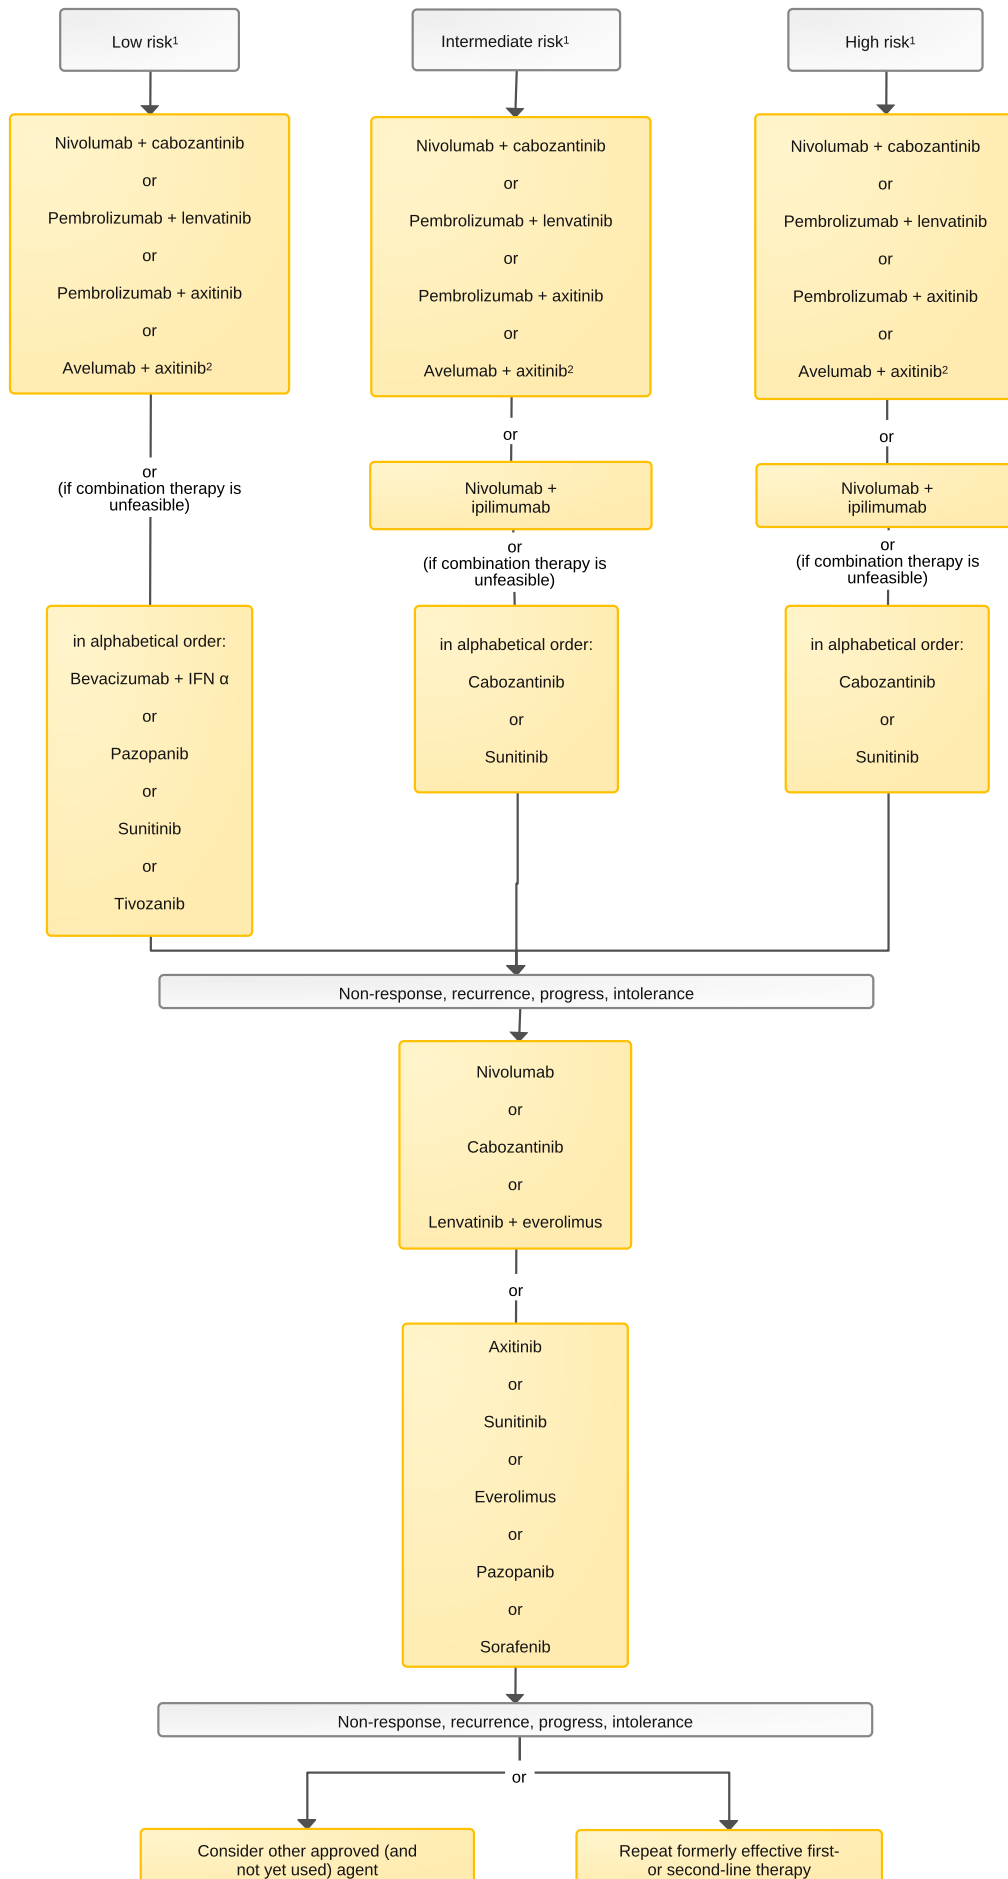 Low risk1
Intermediate risk1
High risk1
Nivolumab + cabozantinib
or
Pembrolizumab + lenvatinib
or
Pembrolizumab + axitinib
or
Avelumab + axitinib2
Nivolumab + cabozantinib
or
Pembrolizumab + lenvatinib
or
Pembrolizumab + axitinib
or
Avelumab + axitinib2
Nivolumab + cabozantinib
or
Pembrolizumab + lenvatinib
or
Pembrolizumab + axitinib
or
Avelumab + axitinib2
or
(if combination therapy is
unfeasible)
or
Nivolumab +
ipilimumab
or
(if combination therapy is
unfeasible)
or
Nivolumab +
ipilimumab
or
(if combination therapy is
unfeasible)
in alphabetical order:
Bevacizumab + IFN α
or
Pazopanib
or
Sunitinib
or
Tivozanib
in alphabetical order:
Cabozantinib
or
Sunitinib
in alphabetical order:
Cabozantinib
or
Sunitinib
Non-response, recurrence, progress, intolerance
Nivolumab
or
Cabozantinib
or
Lenvatinib + everolimus
or
Axitinib
or
Sunitinib
or
Everolimus
or
Pazopanib
or
Sorafenib
Non-response, recurrence, progress, intolerance
or
Consider other approved (and
not yet used) agent
Repeat formerly effective first-
or second-line therapy